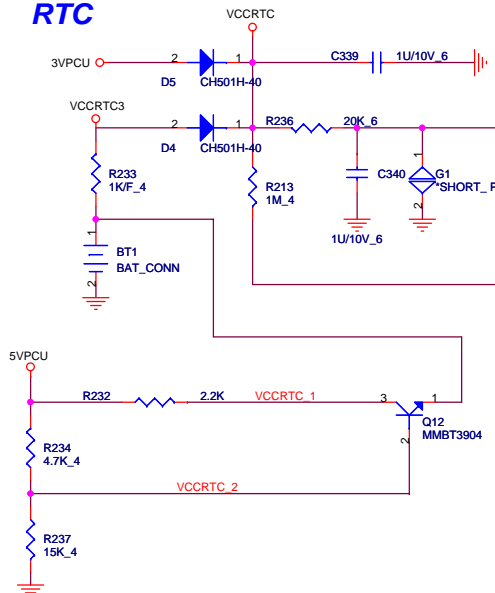 RTC
VCCRTC
3VPCU
2
1
D5
CH501H-40
C339
1U/10V_6
VCCRTC3
2
1
D4
CH501H-40
R236
20K_6
R233
1K/F_4
R213
1M_4
C340
1
G1
*SHORT_ P
2
1U/10V_6
1
BT1
BAT_CONN
2
5VPCU
R232
2.2K
VCCRTC_1
3
1
Q12
MMBT3904
2
R234
4.7K_4
VCCRTC_2
R237
15K_4